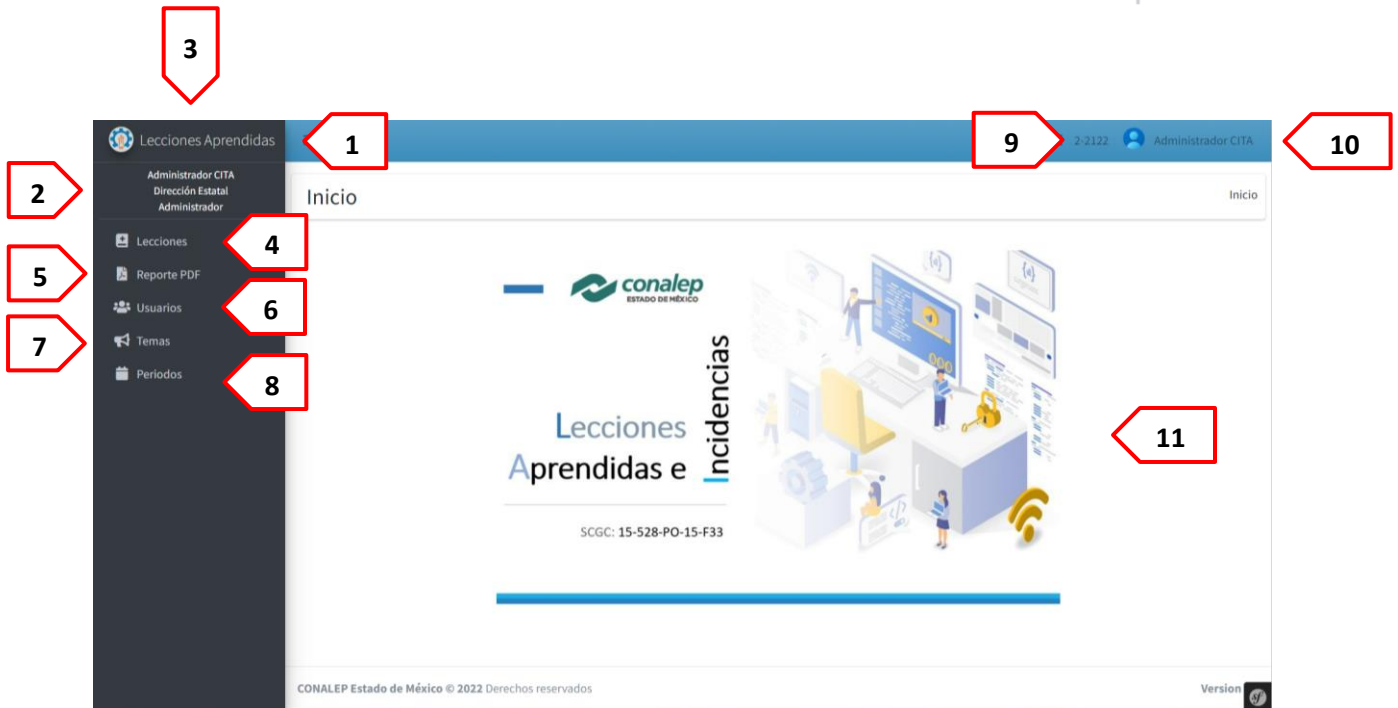 3
Lecciones Aprendidas
1
9
2-2122
Administrador CITA
10
2
Administrador CITA
Dirección Estatal
Administrador
Inicio
Inicio
Lecciones
4
5
Reporte PDF
Usuarios
6
7
Temas
Periodos
8
conalep
ESTADO DE MÉXICO
Lecciones
Aprendidas e
Incidencias
SCGC: 15-528-PO-15-F33
11
CONALEP Estado de México © 2022 Derechos reservados
Version
sf